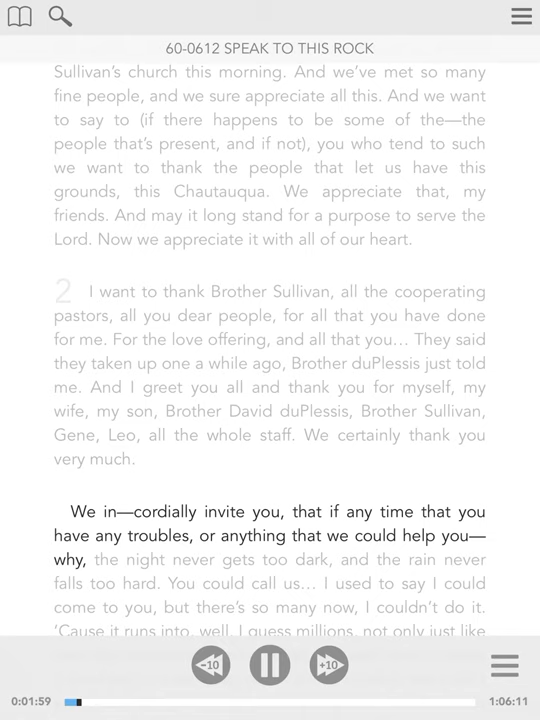 60-0612 SPEAK TO THIS ROCK
Sullivan's church this morning. And we've met so many
fine people, and we sure appreciate all this. And we want
to say to (if there happens to be some of the—the
people that's present, and if not), you who tend to such
we want to thank the people that let us have this
grounds, this Chautauqua. We appreciate that, my
friends. And may it long stand for a purpose to serve the
Lord. Now we appreciate it with all of our heart.
2 I want to thank Brother Sullivan, all the cooperating
pastors, all you dear people, for all that you have done
for me. For the love offering, and all that you… They said
they taken up one a while ago, Brother duPlessis just told
me. And I greet you all and thank you for myself, my
wife, my son, Brother David duPlessis, Brother Sullivan,
Gene, Leo, all the whole staff. We certainly thank you
very much.
We in—cordially invite you, that if any time that you
have any troubles, or anything that we could help you—
why, the night never gets too dark, and the rain never
falls too hard. You could call us… I used to say I could
come to you, but there's so many now, I couldn't do it.
'Cause it runs into, well, I guess millions, not only just like
-10 +10
0:01:59 1:06:11